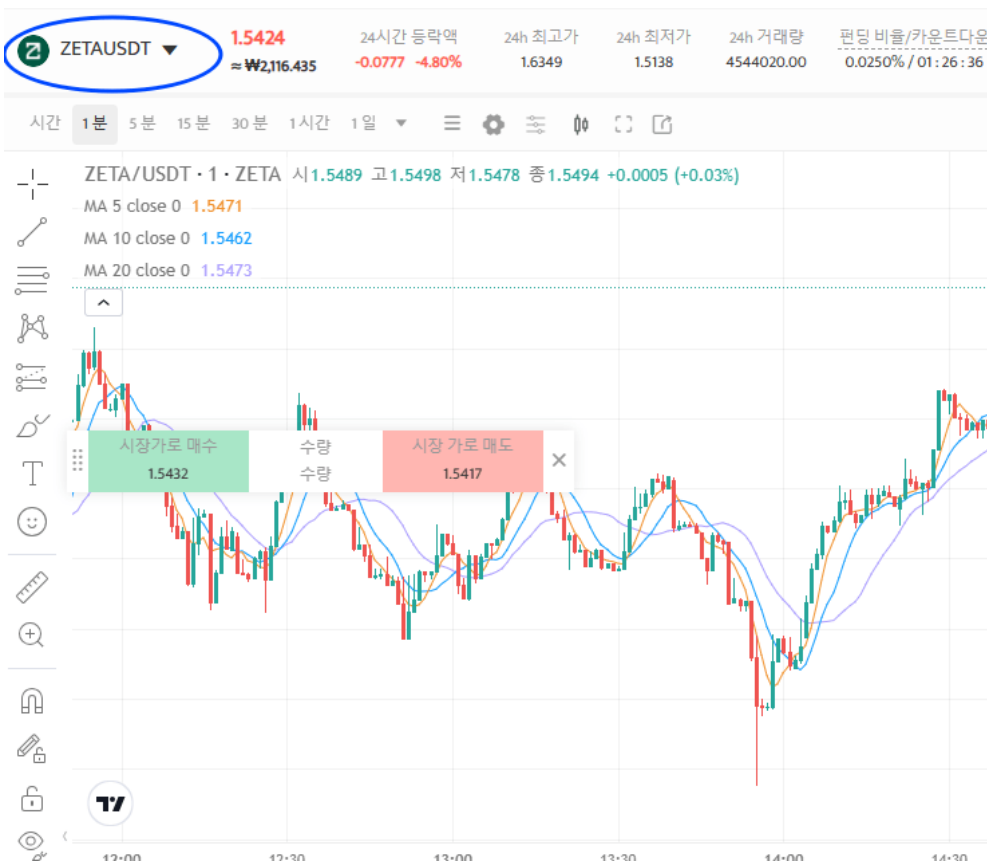 ZETAUSDT
1.5424
≈ ₩2,116.435
24시간 등락액
-0.0777 -4.80%
24h 최고가
1.6349
24h 최저가
1.5138
24h 거래량
4544020.00
펀딩 비율/카운트다운
0.0250% / 01:26:36
시간 1분 5분 15분 30분 1시간 1일
ZETA/USDT · 1 · ZETA 시1.5489 고1.5498 저1.5478 종1.5494 +0.0005 (+0.03%)
MA 5 close 0 1.5471
MA 10 close 0 1.5462
MA 20 close 0 1.5473
시장가로 매수 수량 시장 가로 매도
1.5432 수량 1.5417
T
12:00 12:30 13:00 13:30 14:00 14:30